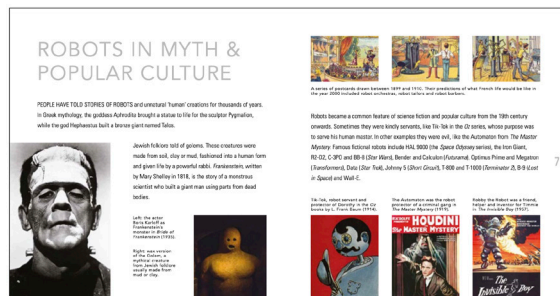 ROBOTS IN MYTH &
POPULAR CULTURE
PEOPLE HAVE TOLD STORIES OF ROBOTS and unnatural 'human' creations for thousands of years.
In Greek mythology, the goddess Aphrodite brought a statue to life for the sculptor Pygmalion,
while the god Hephaestus built a bronze giant named Talos.
Jewish folklore told of golems. These creatures were
made from soil, clay or mud, fashioned into a human form
and given life by a powerful rabbi. Frankenstein, written
by Mary Shelley in 1818, is the story of a monstrous
scientist who built a giant man using parts from dead
bodies.
Left: the actor
Boris Karloff as
Frankenstein's
monster in Bride of
Frankenstein (1935).
Right: was version
of the Golem, a
mythical creature
from Jewish folklore
usually made from
mud or clay.
A series of postcards drawn between 1899 and 1910. Their predictions of what French life would be like in
the year 2000 included robot orchestras, robot tailors and robot barbers.
Robots became a common feature of science fiction and popular culture from the 19th century
onwards. Sometimes they were kindly servants, like Tik-Tok in the Oz series, whose purpose was
to serve his human master. In other examples they were evil, like the Automaton from The Master
Mystery. Famous fictional robots include HAL 9000 (the Space Odyssey series), the Iron Giant,
R2-D2, C-3PO and BB-8 (Star Wars), Bender and Calculon (Futurama), Optimus Prime and Megatron
(Transformers), Data (Star Trek), Johnny 5 (Short Circuit), T-800 and T-1000 (Terminator 2), B-9 (Lost
in Space) and Wall-E.
7
Tik-Tok, robot servant and
protector of Dorothy in the Oz
books by L. Frank Baum (1914).
The Automaton was the robot
protector of a criminal gang in
The Master Mystery (1919).
Robby the Robot was a friend,
helper and inventor for Timmie
in The Invisible Boy (1957).
HOUDINI
THE MASTER MYSTERY
The
Invisible Boy